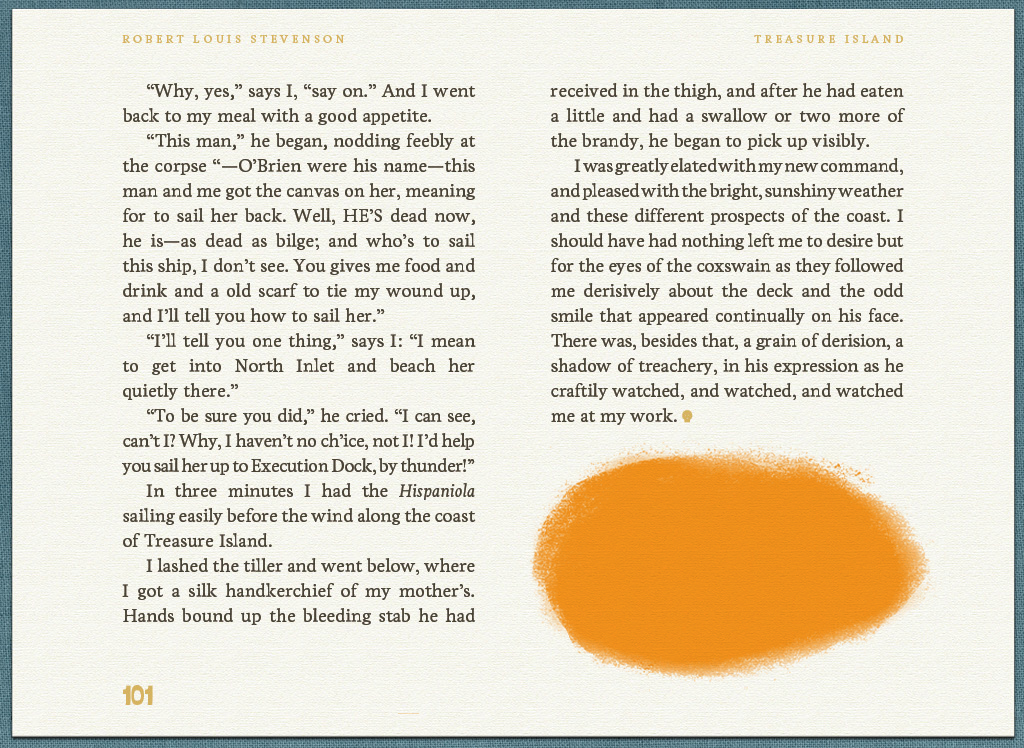 ROBERT LOUIS STEVENSON
“Why, yes,” says I, “say on.” And I went
back to my meal with a good appetite.
“This man,” he began, nodding feebly at
the corpse “—O’Brien were his name—this
man and me got the canvas on her, meaning
for to sail her back. Well, HE’S dead now,
he is—as dead as bilge; and who’s to sail
this ship, I don’t see. You gives me food and
drink and a old scarf to tie my wound up,
and I’ll tell you how to sail her.”
“I’ll tell you one thing,” says I: “I mean
to get into North Inlet and beach her
quietly there.”
“To be sure you did,” he cried. “I can see,
can’t I? Why, I haven’t no ch’ice, not I! I’d help
you sail her up to Execution Dock, by thunder!”
In three minutes I had the Hispaniola
sailing easily before the wind along the coast
of Treasure Island.
I lashed the tiller and went below, where
I got a silk handkerchief of my mother’s.
Hands bound up the bleeding stab he had
101
TREASURE ISLAND
received in the thigh, and after he had eaten
a little and had a swallow or two more of
the brandy, he began to pick up visibly.
I was greatly elated with my new command,
and pleased with the bright, sunshiny weather
and these different prospects of the coast. I
should have had nothing left me to desire but
for the eyes of the coxswain as they followed
me derisively about the deck and the odd
smile that appeared continually on his face.
There was, besides that, a grain of derision, a
shadow of treachery, in his expression as he
craftily watched, and watched, and watched
me at my work.